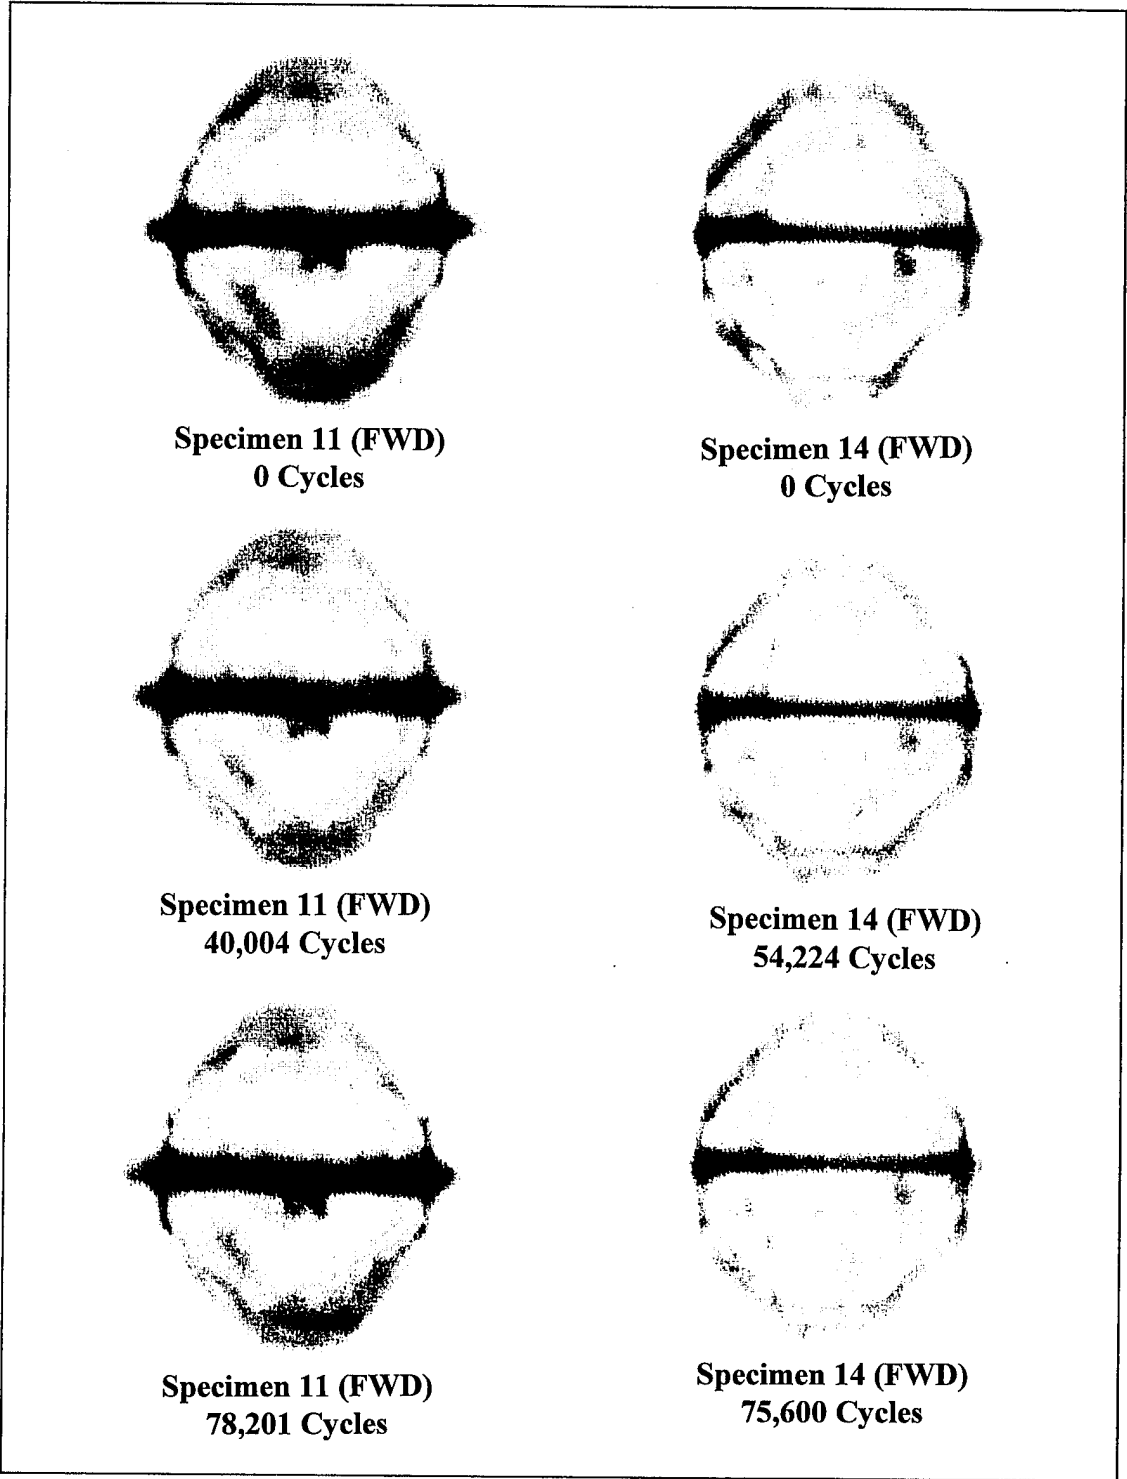 Specimen 11 (FWD)
0 Cycles
Specimen 14 (FWD)
0 Cycles
Specimen 11 (FWD)
40,004 Cycles
Specimen 14 (FWD)
54,224 Cycles
Specimen 11 (FWD)
78,201 Cycles
Specimen 14 (FWD)
75,600 Cycles